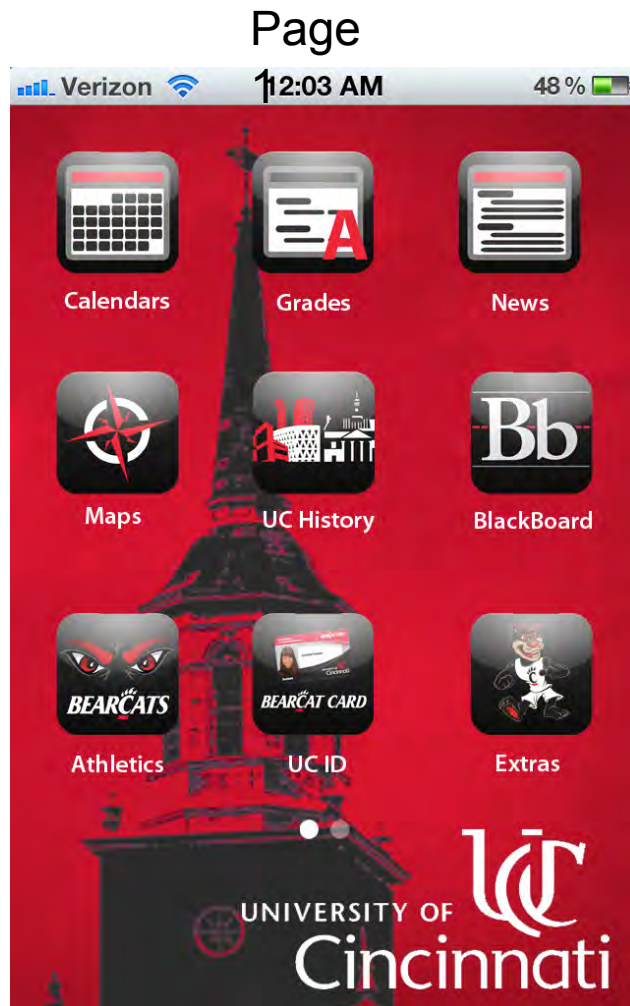 Page
1
Verizon 12:03 AM 48 %
A
Calendars Grades News
Bb
Maps UC History BlackBoard
BEARCATS BEARCAT CARD
Athletics UC ID Extras
UC
UNIVERSITY OF
Cincinnati